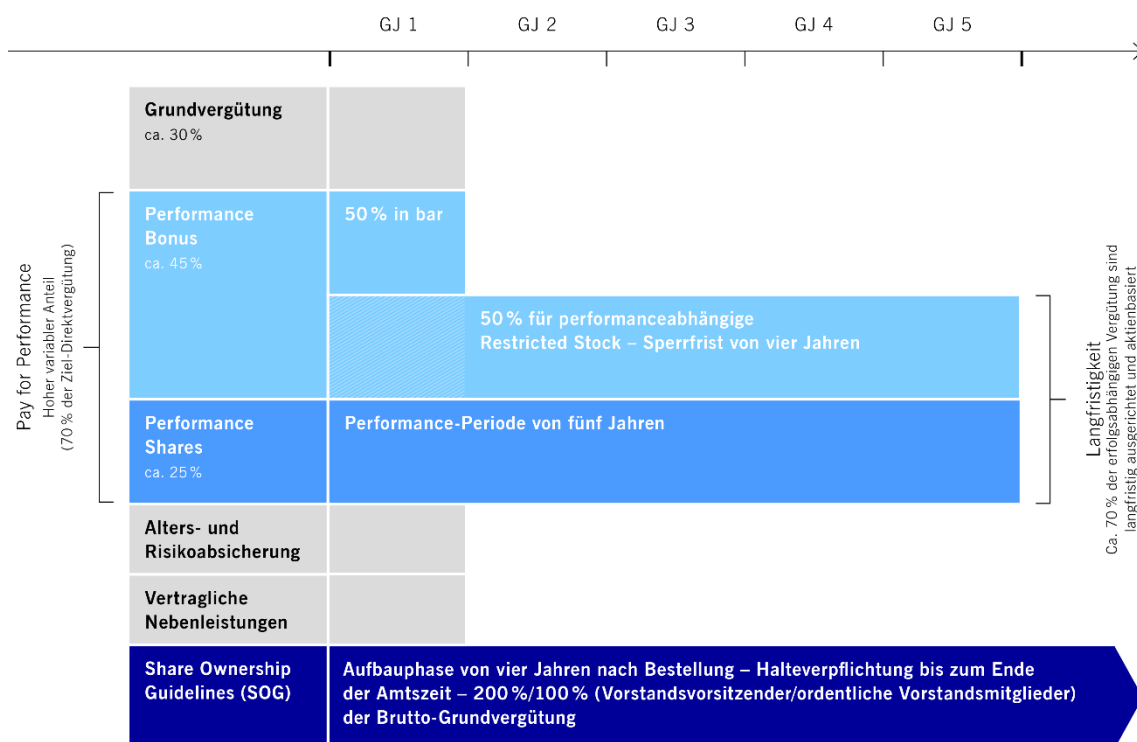 GJ 1 GJ 2 GJ 3 GJ 4 GJ 5
Grundvergütung
ca. 30 %
Pay for Performance
Hoher variabler Anteil
(70 % der Ziel-Direktvergütung)
Performance
Bonus
ca. 45 %
50 % in bar
50 % für performanceabhängige
Restricted Stock – Sperrfrist von vier Jahren
Performance
Shares
ca. 25 %
Performance-Periode von fünf Jahren
Langfristigkeit
Ca. 70 % der erfolgsabhängigen Vergütung sind
langfristig ausgerichtet und aktienbasiert
Alters- und
Risikoabsicherung
Vertragliche
Nebenleistungen
Share Ownership
Guidelines (SOG)
Aufbauphase von vier Jahren nach Bestellung – Halteverpflichtung bis zum Ende
der Amtszeit – 200 %/100 % (Vorstandsvorsitzender/ordentliche Vorstandsmitglieder)
der Brutto-Grundvergütung